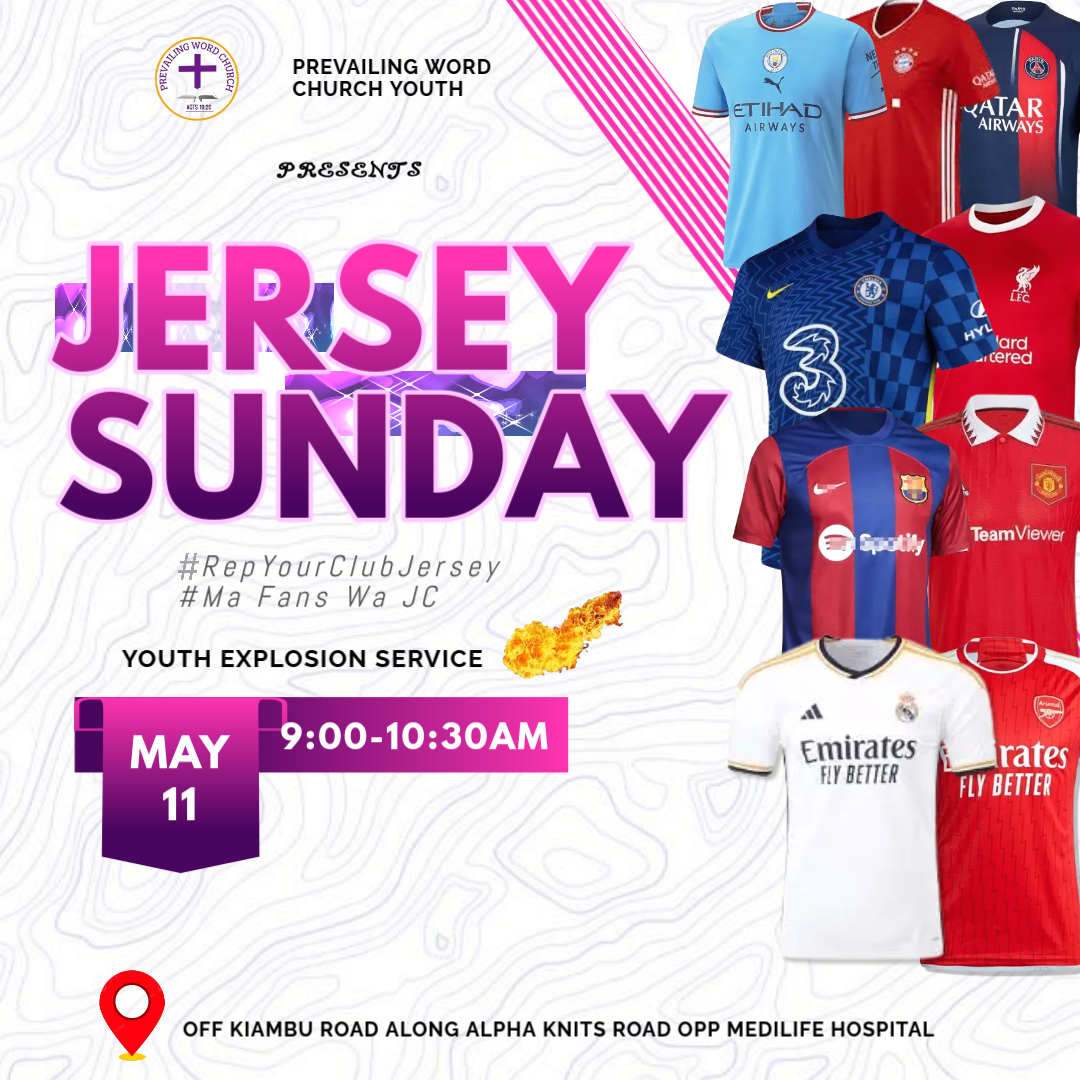 PREVAILING WORD CHURCH
ACTS 19:20
PREVAILING WORD
CHURCH YOUTH
PRESENTS
JERSEY
SUNDAY
#RepYourClubJersey
#Ma Fans Wa JC
YOUTH EXPLOSION SERVICE
9:00-10:30AM
MAY
11
OFF KIAMBU ROAD ALONG ALPHA KNITS ROAD OPP MEDILIFE HOSPITAL
ETIHAD
AIRWAYS
QATAR
AIRWAYS
L.F.C.
3
Spotify
TeamViewer
Emirates
FLY BETTER
Arsenal
FLY BETTER